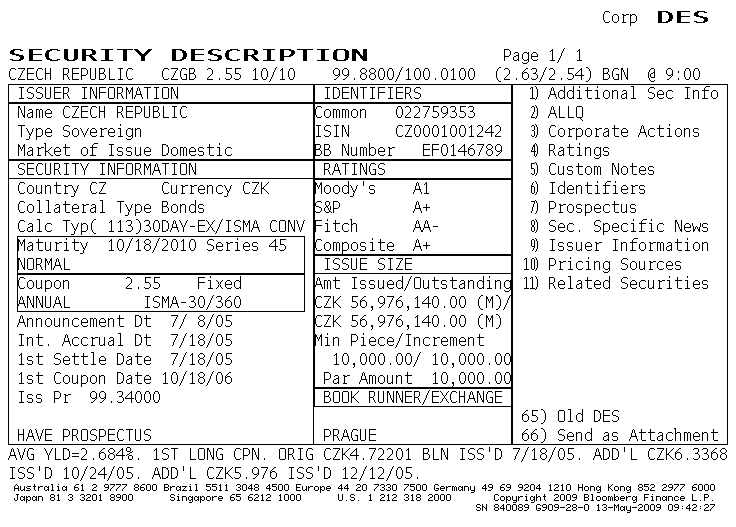 Corp DES
SECURITY DESCRIPTION Page 1/ 1
CZECH REPUBLIC CZGB 2.55 10/10 99.8800/100.0100 (2.63/2.54) BGN @ 9:00
ISSUER INFORMATION IDENTIFIERS 1) Additional Sec Info
Name CZECH REPUBLIC Common 022759353 2) ALLQ
Type Sovereign ISIN CZ0001001242 3) Corporate Actions
Market of Issue Domestic BB Number EF0146789 4) Ratings
SECURITY INFORMATION RATINGS 5) Custom Notes
Country CZ Currency CZK Moody's A1 6) Identifiers
Collateral Type Bonds S&P A+ 7) Prospectus
Calc Typ( 113)30DAY-EX/ISMA CONV Fitch AA- 8) Sec. Specific News
Maturity 10/18/2010 Series 45 Composite A+ 9) Issuer Information
NORMAL ISSUE SIZE 10) Pricing Sources
Coupon 2.55 Fixed Amt Issued/Outstanding 11) Related Securities
ANNUAL ISMA-30/360 CZK 56,976,140.00 (M)/
Announcement Dt 7/ 8/05 CZK 56,976,140.00 (M)
Int. Accrual Dt 7/18/05 Min Piece/Increment
1st Settle Date 7/18/05 10,000.00/ 10,000.00
1st Coupon Date 10/18/06 Par Amount 10,000.00
Iss Pr 99.34000 BOOK RUNNER/EXCHANGE
65) Old DES
HAVE PROSPECTUS PRAGUE 66) Send as Attachment
AVG YLD=2.684%. 1ST LONG CPN. ORIG CZK4.72201 BLN ISS'D 7/18/05. ADD'L CZK6.3368
ISS'D 10/24/05. ADD'L CZK5.976 ISS'D 12/12/05.
Australia 61 2 9777 8600 Brazil 5511 3048 4500 Europe 44 20 7330 7500 Germany 49 69 9204 1210 Hong Kong 852 2977 6000
Japan 81 3 3201 8900 Singapore 65 6212 1000 U.S. 1 212 318 2000 Copyright 2009 Bloomberg Finance L.P.
SN 840089 G909-28-0 13-May-2009 09:42:27